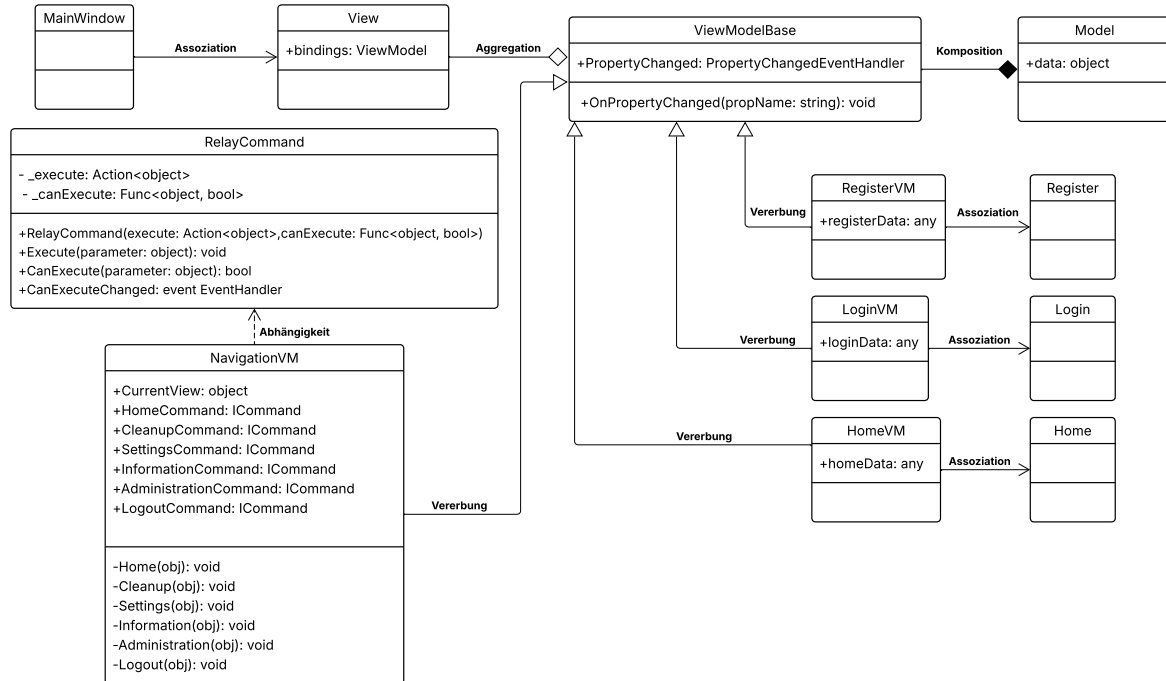 MainWindow
Assoziation
View
+bindings: ViewModel
Aggregation
ViewModelBase
+PropertyChanged: PropertyChangedEventHandler
+OnPropertyChanged(propName: string): void
Komposition
Model
+data: object
RelayCommand
- _execute: Action<object>
- _canExecute: Func<object, bool>
+RelayCommand(execute: Action<object>,canExecute: Func<object, bool>)
+Execute(parameter: object): void
+CanExecute(parameter: object): bool
+CanExecuteChanged: event EventHandler
Abhängigkeit
NavigationVM
+CurrentView: object
+HomeCommand: ICommand
+CleanupCommand: ICommand
+SettingsCommand: ICommand
+InformationCommand: ICommand
+AdministrationCommand: ICommand
+LogoutCommand: ICommand
-Home(obj): void
-Cleanup(obj): void
-Settings(obj): void
-Information(obj): void
-Administration(obj): void
-Logout(obj): void
Vererbung
Vererbung
RegisterVM
+registerData: any
Assoziation
Register
Vererbung
LoginVM
+loginData: any
Assoziation
Login
Vererbung
HomeVM
+homeData: any
Assoziation
Home